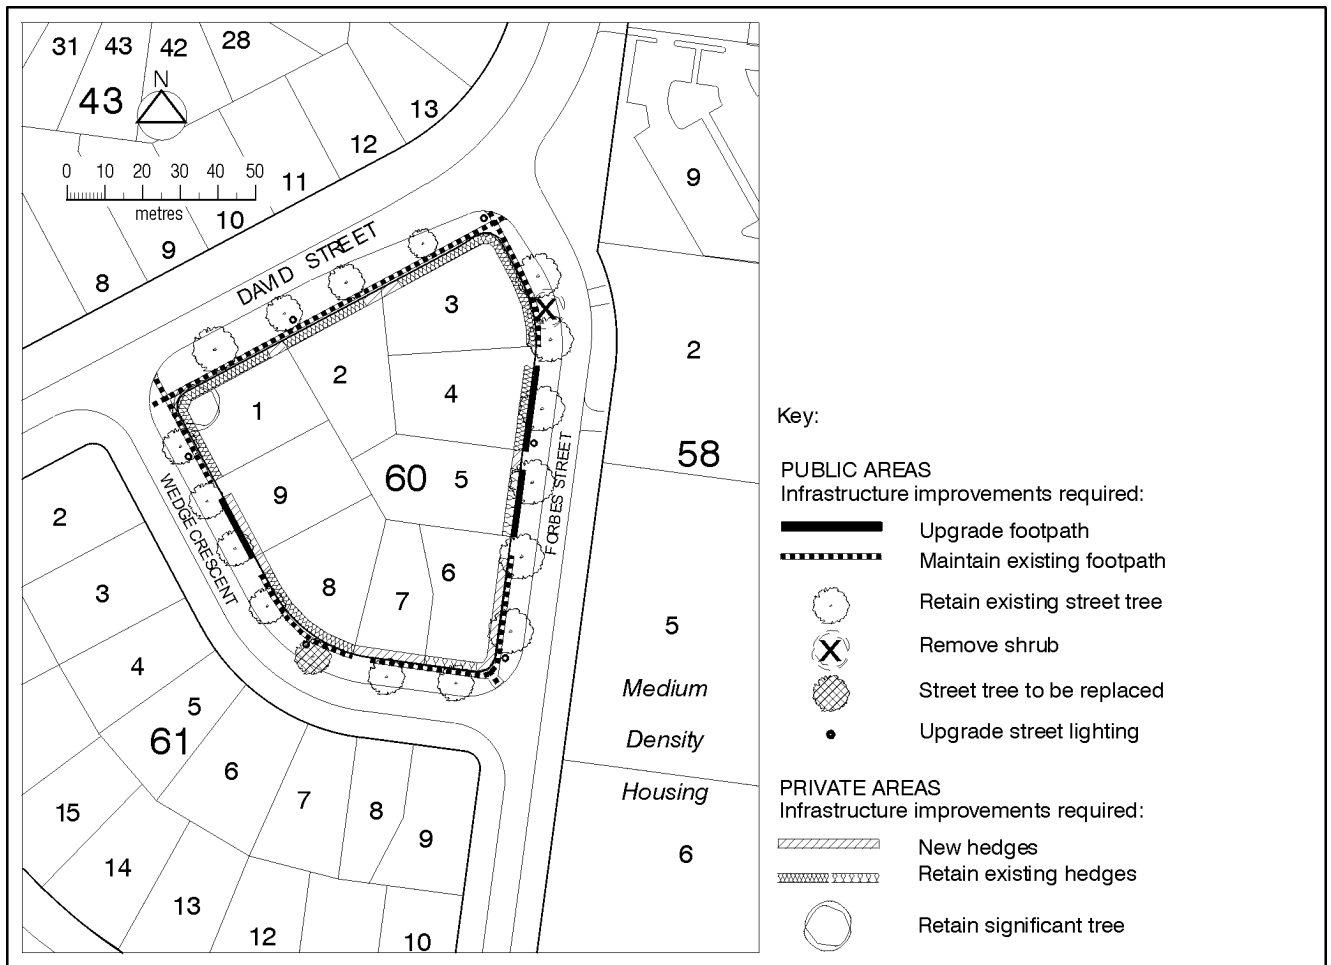 31 43 42 28
43
N
13
12
11
10
9
8
0 10 20 30 40 50
metres
9
DAVID STREET
3
2
4
1
2
58
60 5
9
FORBES STREET
WEDGE CRESCENT
8
7
6
2
3
4
5
61
6
7
8
9
15
14
13
12
10
5
Medium
Density
Housing
6
Key:
PUBLIC AREAS
Infrastructure improvements required:
Upgrade footpath
Maintain existing footpath
Retain existing street tree
X Remove shrub
Street tree to be replaced
Upgrade street lighting
PRIVATE AREAS
Infrastructure improvements required:
New hedges
Retain existing hedges
Retain significant tree